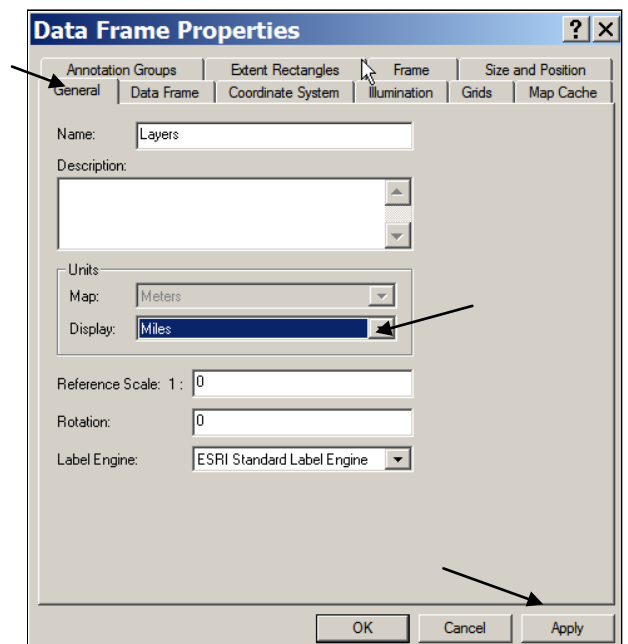 Data Frame Properties
Annotation Groups Extent Rectangles Frame Size and Position
General Data Frame Coordinate System Illumination Grids Map Cache
Name: Layers
Description:
Units
Map: Meters
Display: Miles
Reference Scale: 1 : 0
Rotation: 0
Label Engine: ESRI Standard Label Engine
OK Cancel Apply